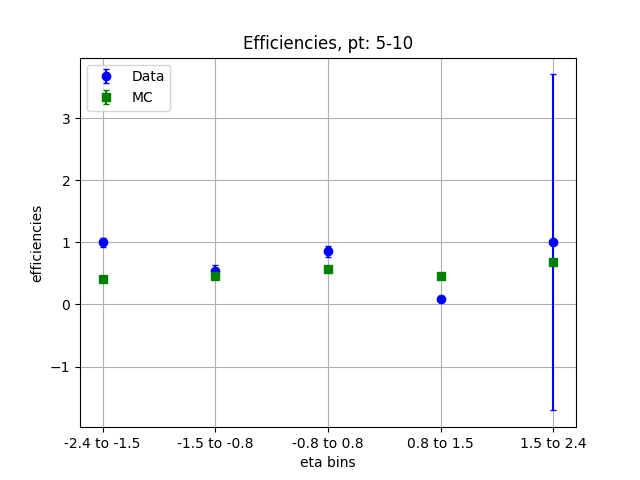 Efficiencies, pt: 5-10
Data
MC
3
2
1
0
−1
efficiencies
-2.4 to -1.5
-1.5 to -0.8
-0.8 to 0.8
0.8 to 1.5
1.5 to 2.4
eta bins